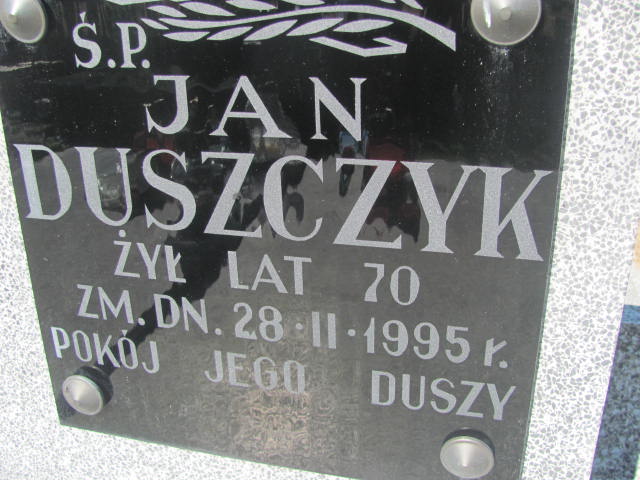 Ś.P.
JAN
DUSZCZYK
ŻYŁ LAT 70
ZM. DN. 28·II·1995 r.
POKÓJ JEGO DUSZY